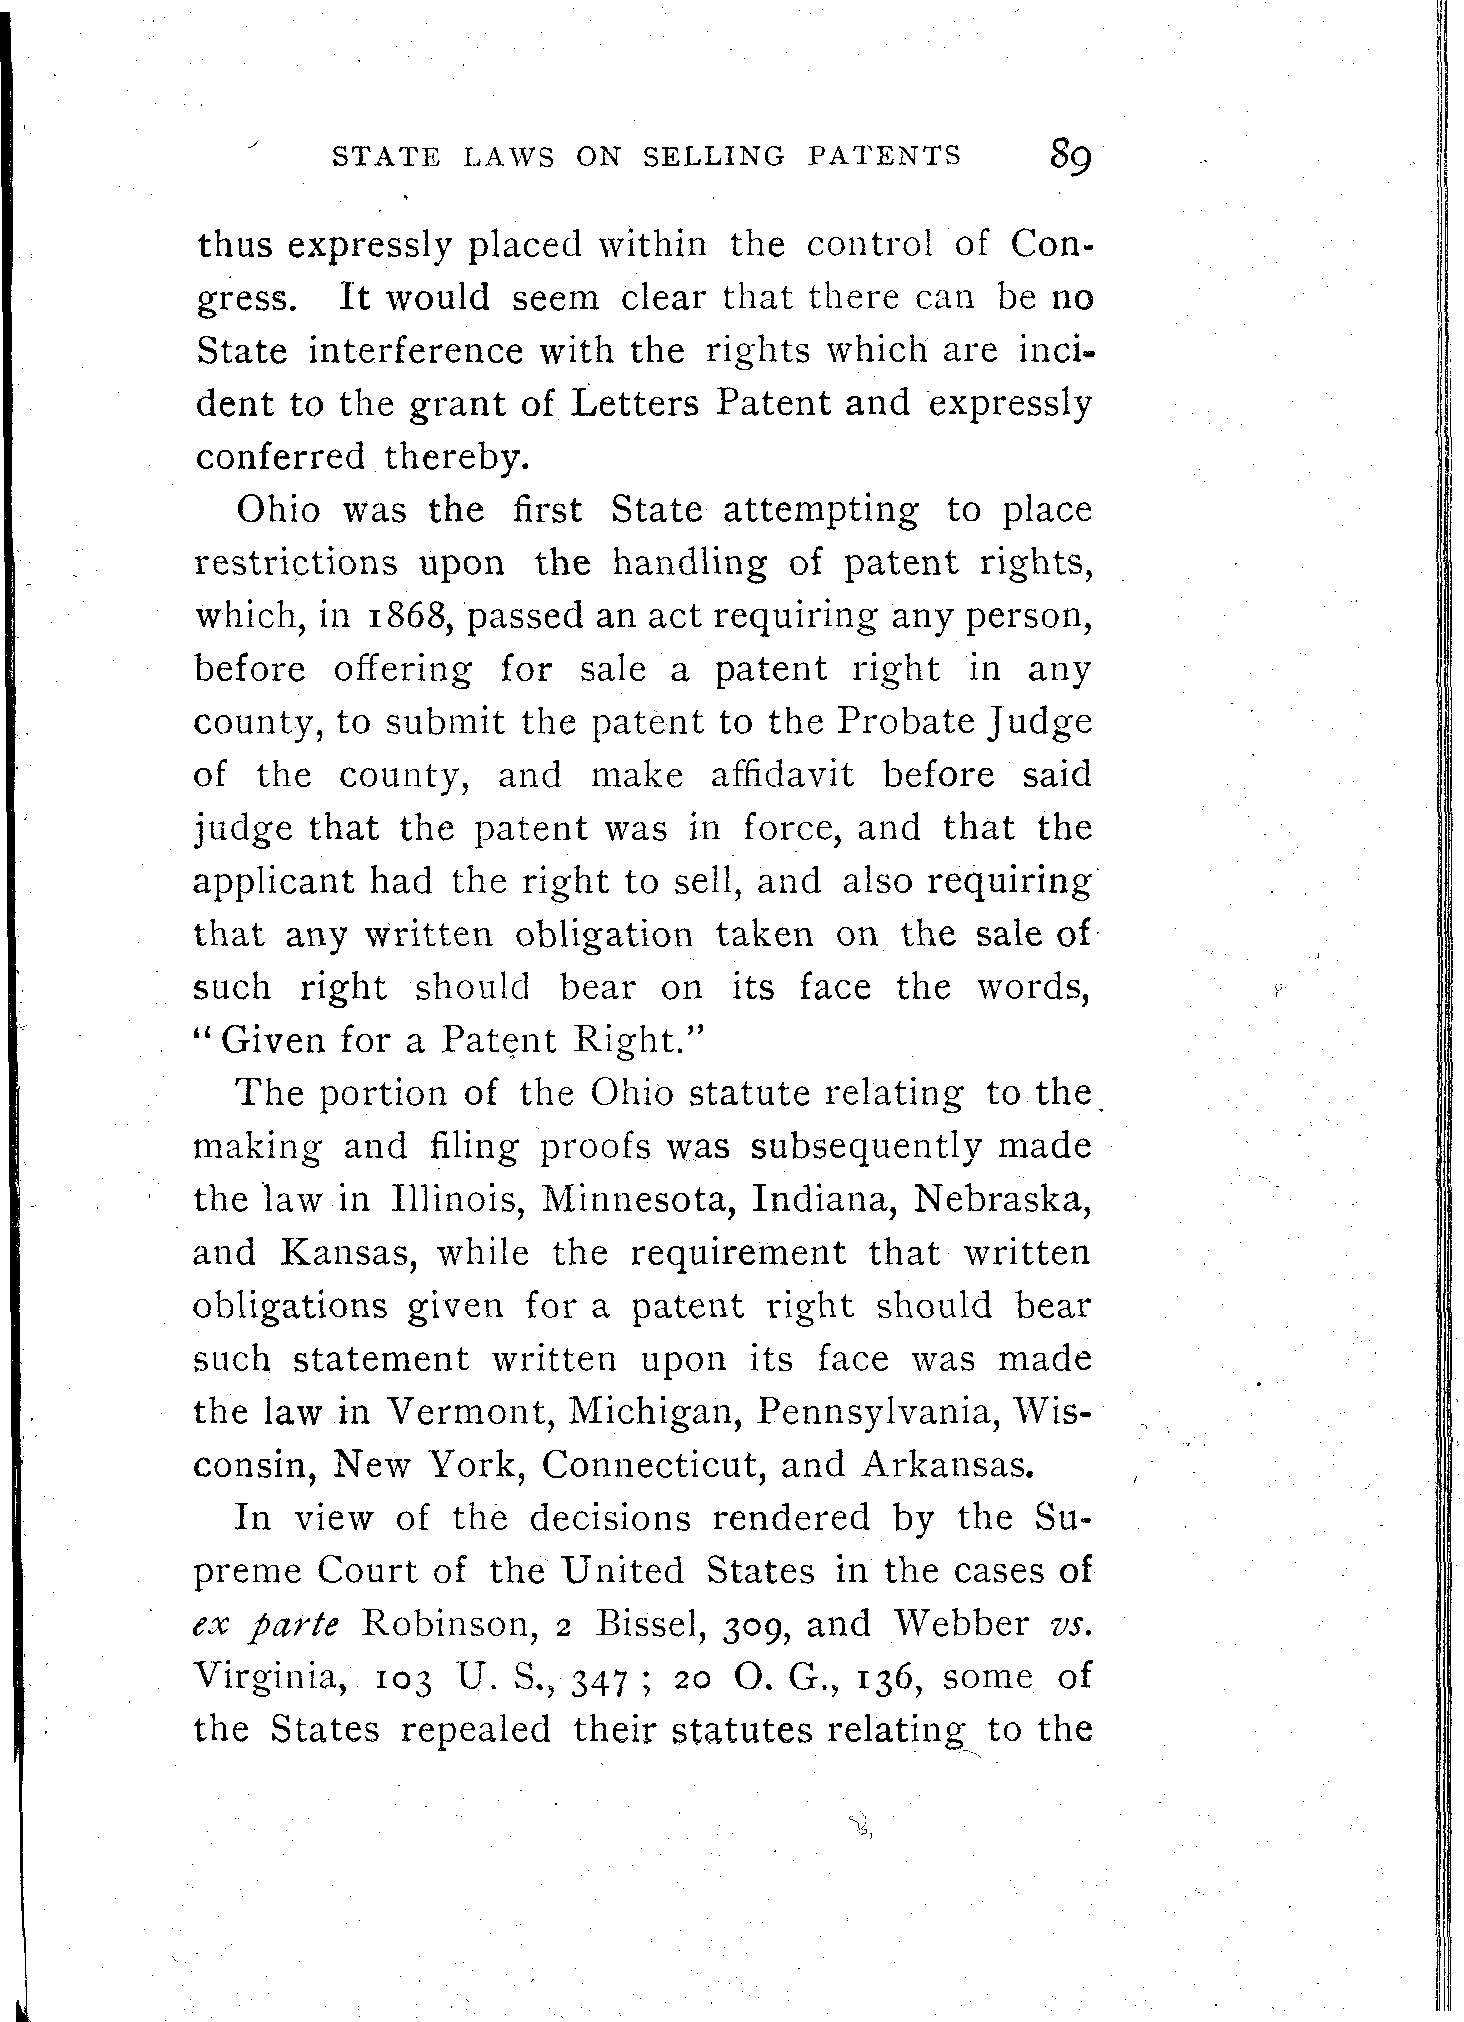 STATE LAWS ON SELLING PATENTS 89
thus expressly placed within the control of Con-
gress. It would seem clear that there can be no
State interference with the rights which are inci-
dent to the grant of Letters Patent and expressly
conferred thereby.
Ohio was the first State attempting to place
restrictions upon the handling of patent rights,
which, in 1868, passed an act requiring any person,
before offering for sale a patent right in any
county, to submit the patent to the Probate Judge
of the county, and make affidavit before said
judge that the patent was in force, and that the
applicant had the right to sell, and also requiring
that any written obligation taken on the sale of
such right should bear on its face the words,
“Given for a Patent Right.”
The portion of the Ohio statute relating to the
making and filing proofs was subsequently made
the law in Illinois, Minnesota, Indiana, Nebraska,
and Kansas, while the requirement that written
obligations given for a patent right should bear
such statement written upon its face was made
the law in Vermont, Michigan, Pennsylvania, Wis-
consin, New York, Connecticut, and Arkansas.
In view of the decisions rendered by the Su-
preme Court of the United States in the cases of
ex parte Robinson, 2 Bissel, 309, and Webber vs.
Virginia, 103 U. S., 347; 20 O. G., 136, some of
the States repealed their statutes relating to the